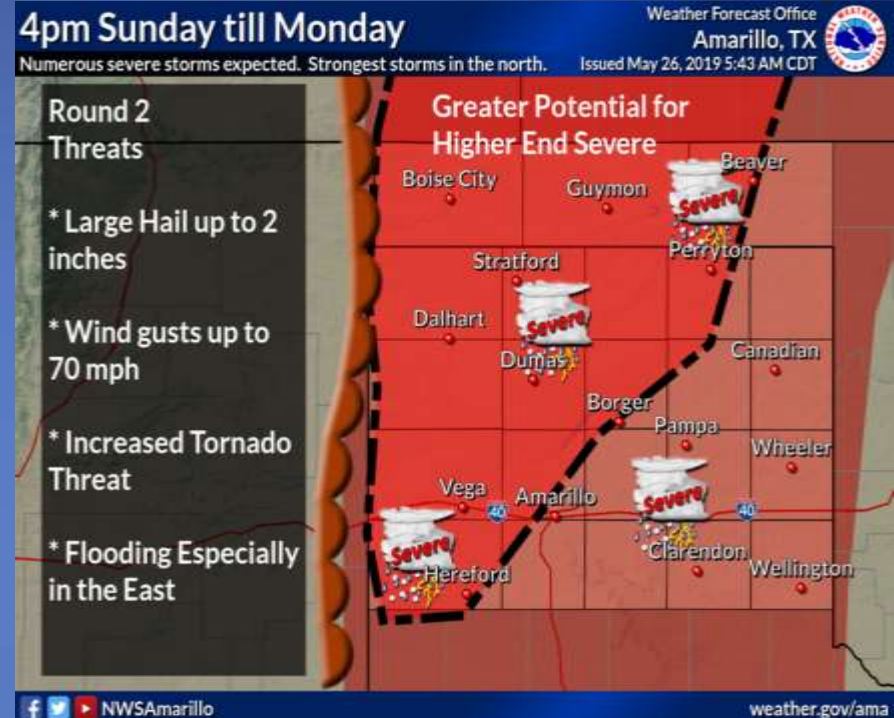 4pm Sunday till Monday
Weather Forecast Office
Amarillo, TX
Numerous severe storms expected. Strongest storms in the north.
Issued May 26, 2019 5:43 AM CDT
Round 2
Threats
* Large Hail up to 2
inches
* Wind gusts up to
70 mph
* Increased Tornado
Threat
* Flooding Especially
in the East
Greater Potential for
Higher End Severe
Boise City
Guymon
Beaver
Severe
Perryton
Stratford
Severe
Dalhart
Dumas
Canadian
Borger
Pampa
Wheeler
Vega
40
Amarillo
Severe
40
Severe
Hereford
Clarendon
Wellington
NWSAmarillo
weather.gov/ama